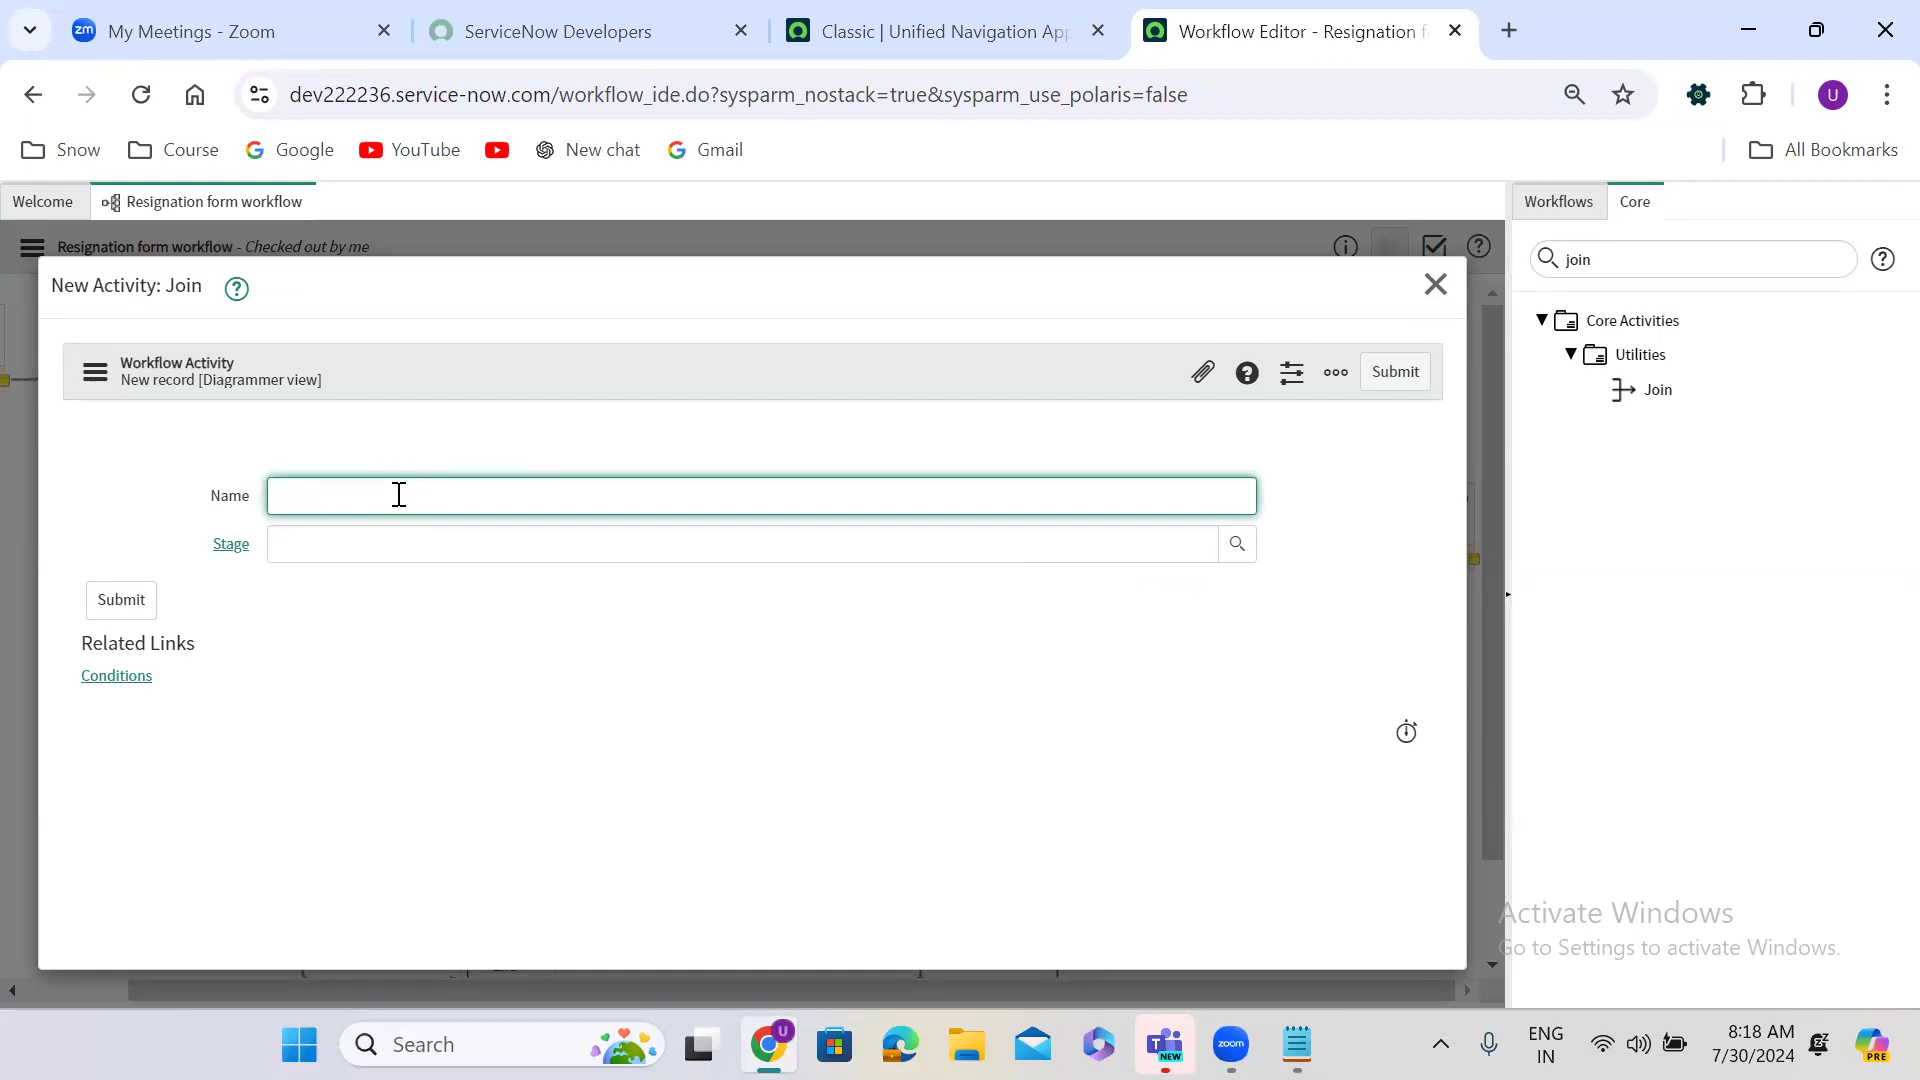 My Meetings - Zoom
ServiceNow Developers
Classic | Unified Navigation App
Workflow Editor - Resignation f
dev222236.service-now.com/workflow_ide.do?sysparm_nostack=true&sysparm_use_polaris=false
U
Snow
Course
Google
YouTube
New chat
Gmail
All Bookmarks
Welcome
Resignation form workflow
Workflows
Core
Resignation form workflow - Checked out by me
join
New Activity: Join
Core Activities
Utilities
Join
Workflow Activity
New record [Diagrammer view]
Submit
Name
Stage
Submit
Related Links
Conditions
Activate Windows
Go to Settings to activate Windows.
Search
U
NEW
zoom
ENG
IN
8:18 AM
7/30/2024
PRE